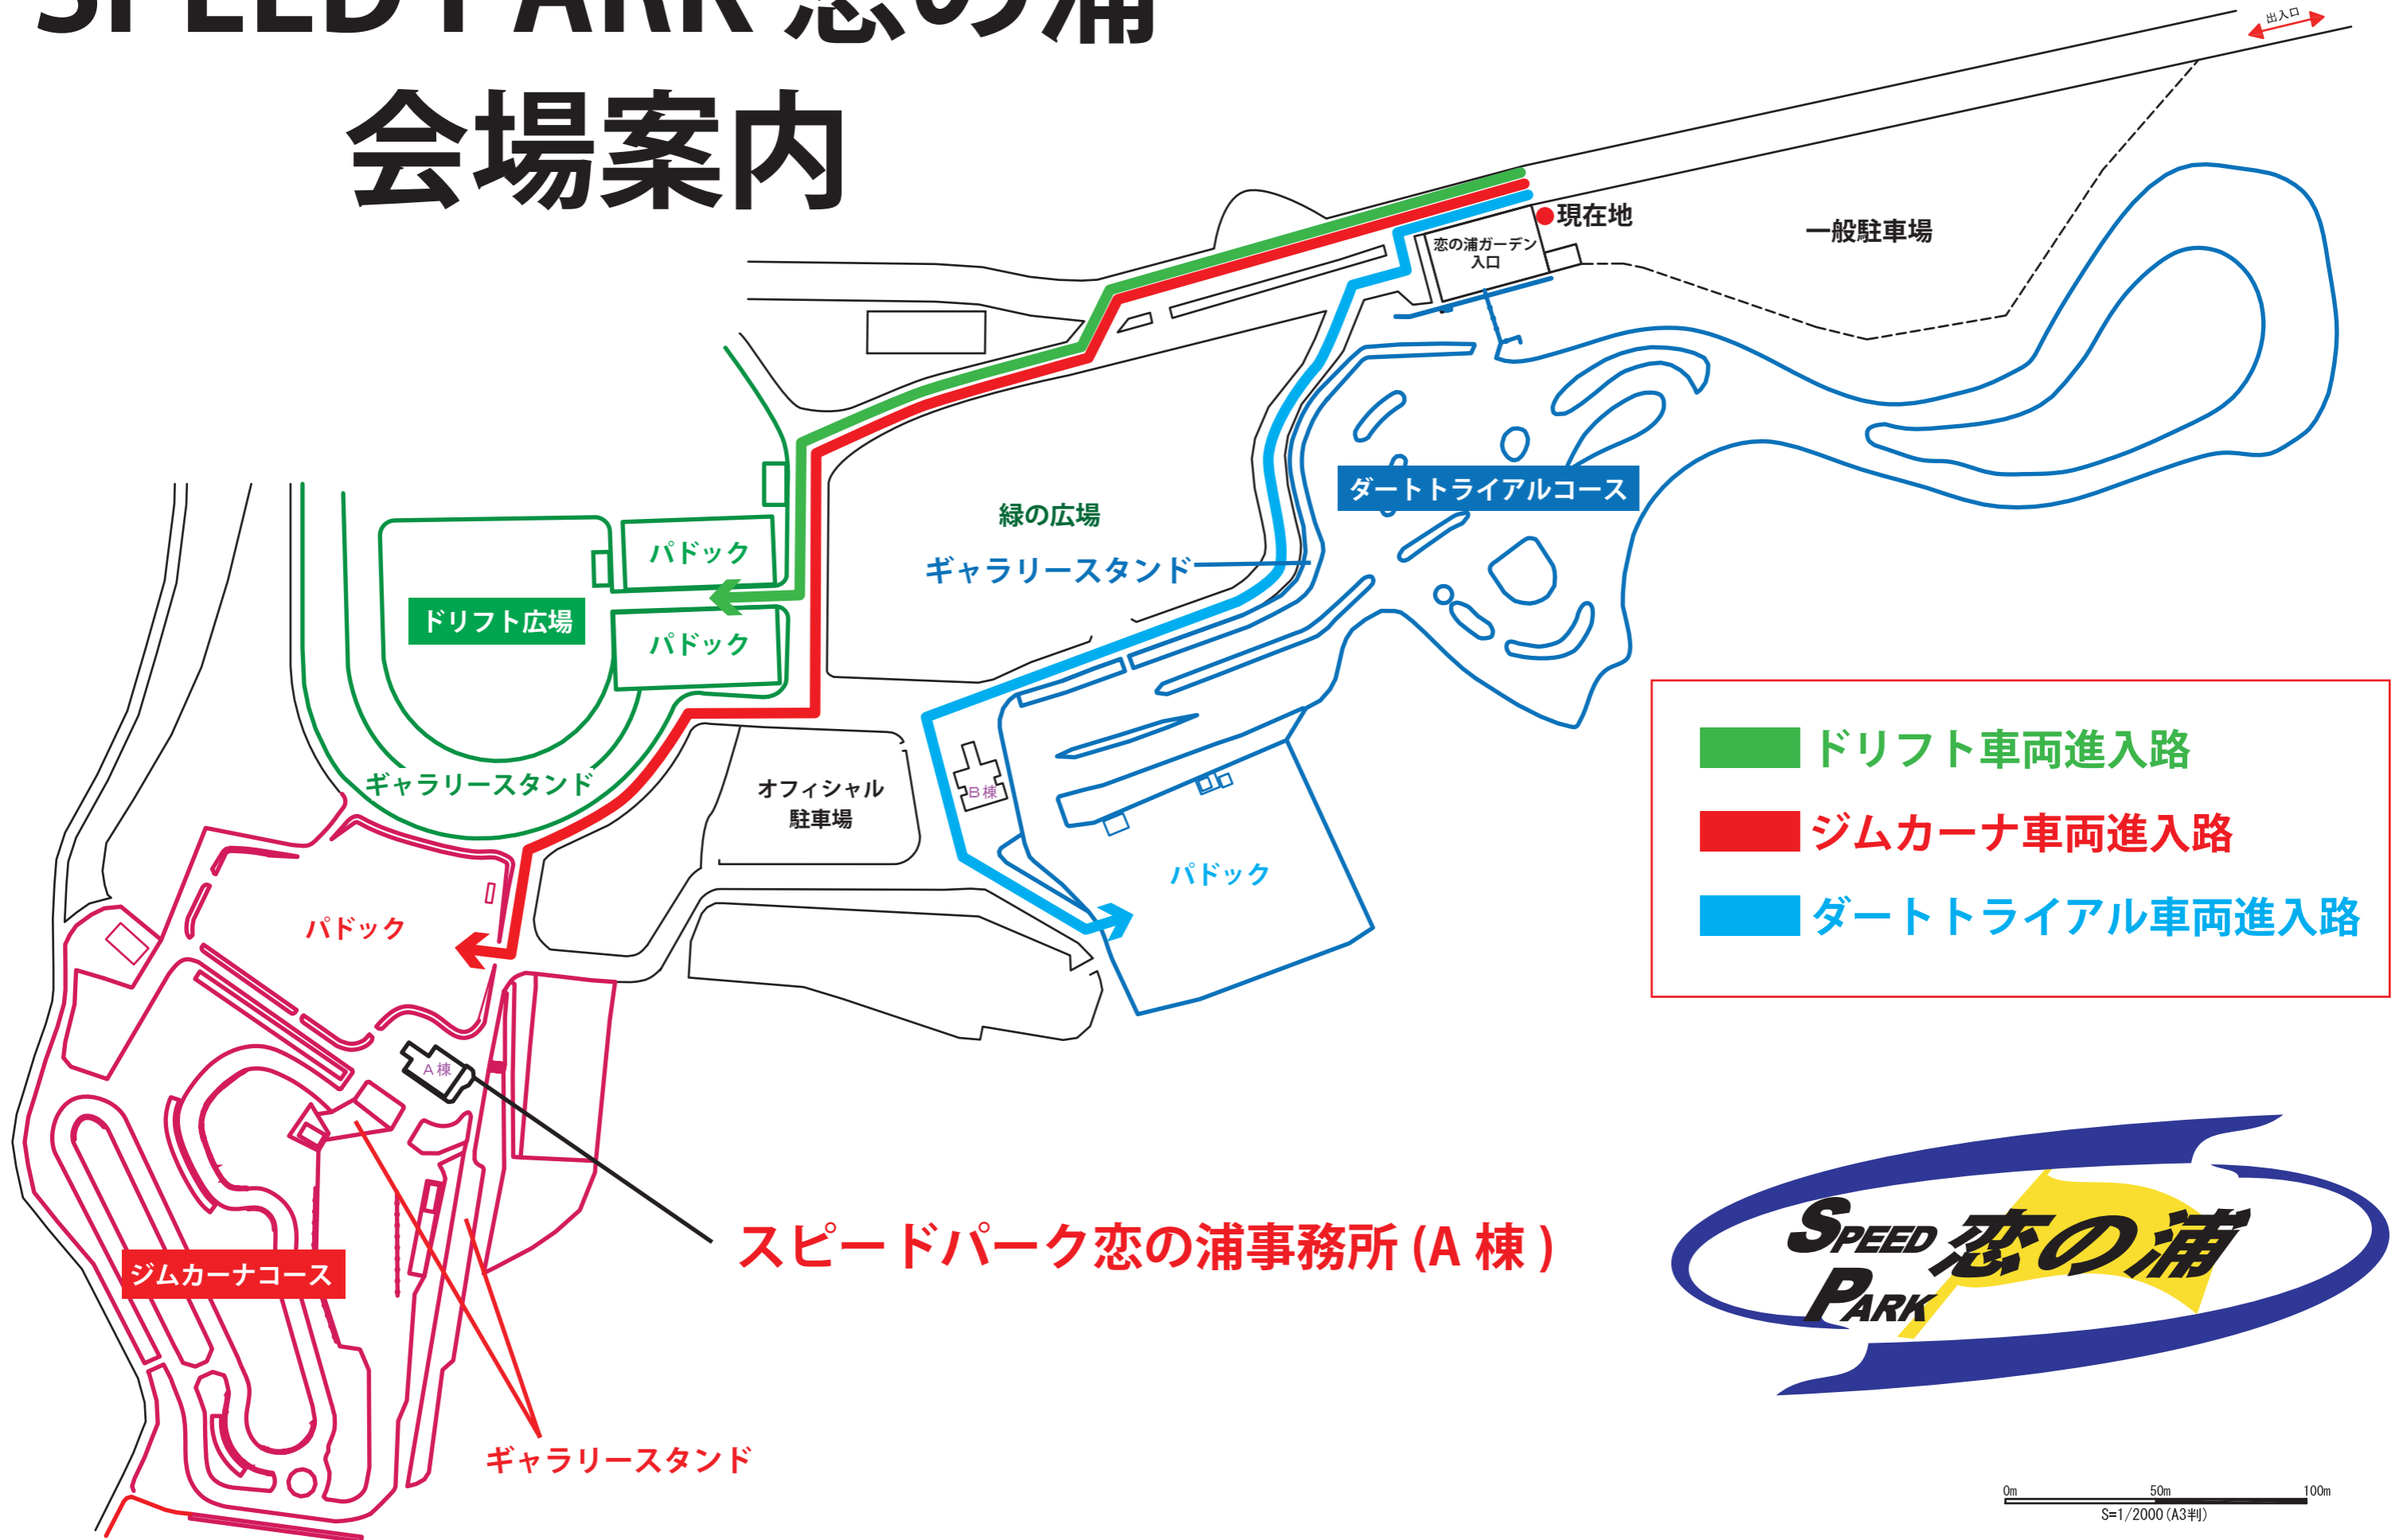 SPEED PARK 恋の浦
会場案内
出入口
現在地
一般駐車場
恋の浦ガーデン
入口
緑の広場
ギャラリースタンド
ダートトライアルコース
パドック
ドリフト広場
パドック
ギャラリースタンド
オフィシャル
駐車場
B棟
パドック
パドック
ドリフト車両進入路
ジムカーナ車両進入路
ダートトライアル車両進入路
A棟
スピードパーク恋の浦事務所(A 棟 )
ジムカーナコース
ギャラリースタンド
SPEED
PARK
恋の浦
0m 50m 100m
S=1/2000(A3判)